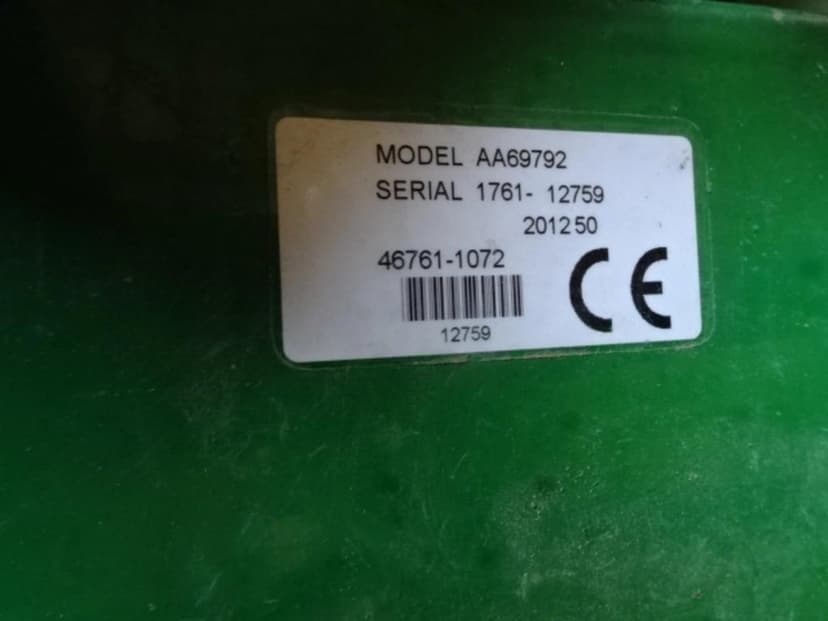 MODEL AA69792
SERIAL 1761- 12759
201250
46761-1072
CE
12759